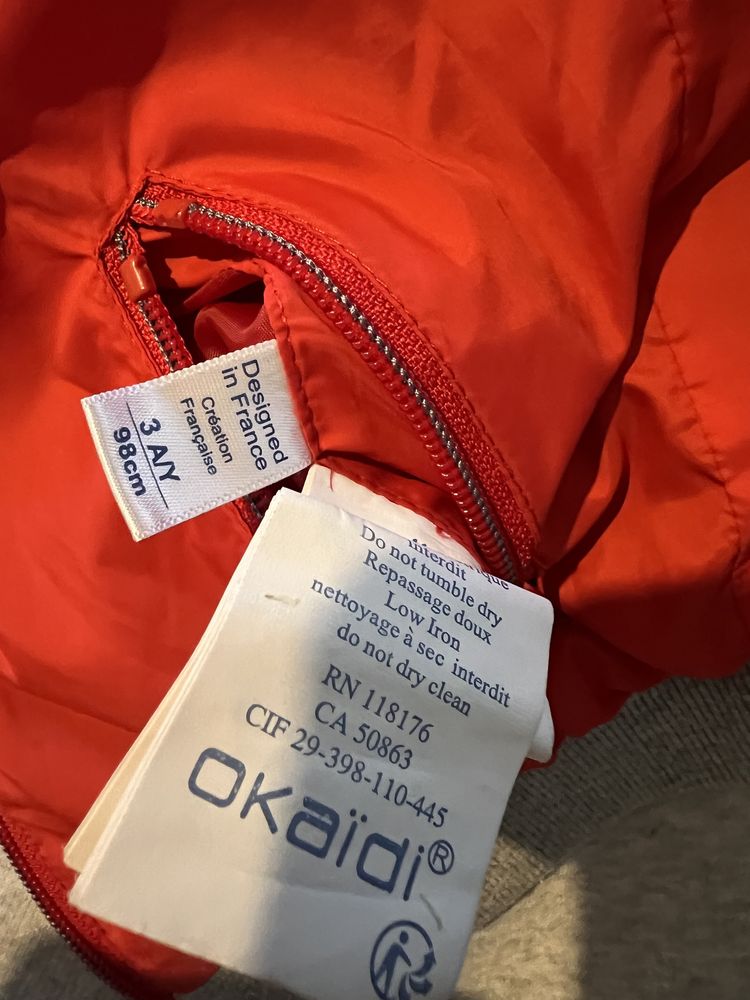 Designed
in France
Création
Française
3 A/Y
98cm
interdit
Do not tumble dry
Repassage doux
Low Iron
nettoyage à sec interdit
do not dry clean
RN 118176
CA 50863
CIF 29-398-110-445
OKaïdi®